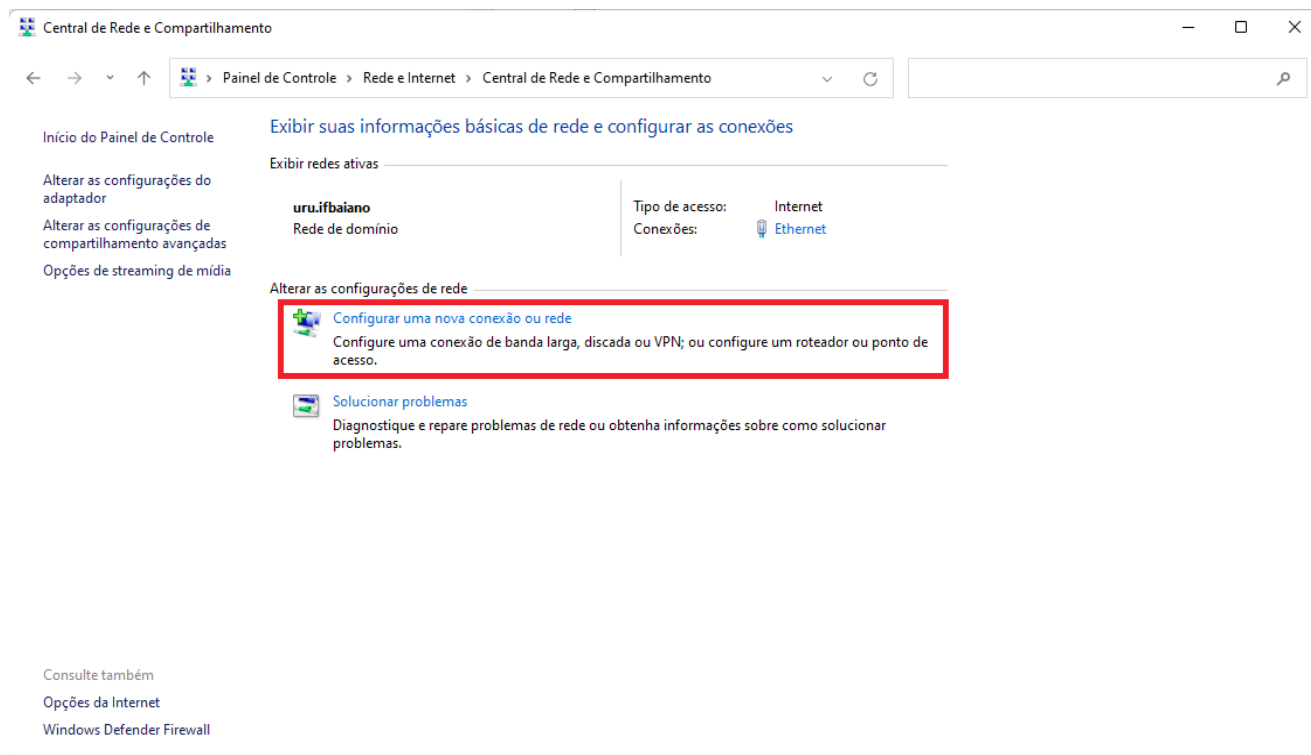 Central de Rede e Compartilhamento
Painel de Controle > Rede e Internet > Central de Rede e Compartilhamento
Início do Painel de Controle
Alterar as configurações do
adaptador
Alterar as configurações de
compartilhamento avançadas
Opções de streaming de mídia
Exibir suas informações básicas de rede e configurar as conexões
Exibir redes ativas
uru.ifbaiano
Rede de domínio
Tipo de acesso: Internet
Conexões: Ethernet
Alterar as configurações de rede
Configurar uma nova conexão ou rede
Configure uma conexão de banda larga, discada ou VPN; ou configure um roteador ou ponto de
acesso.
Solucionar problemas
Diagnostique e repare problemas de rede ou obtenha informações sobre como solucionar
problemas.
Consulte também
Opções da Internet
Windows Defender Firewall